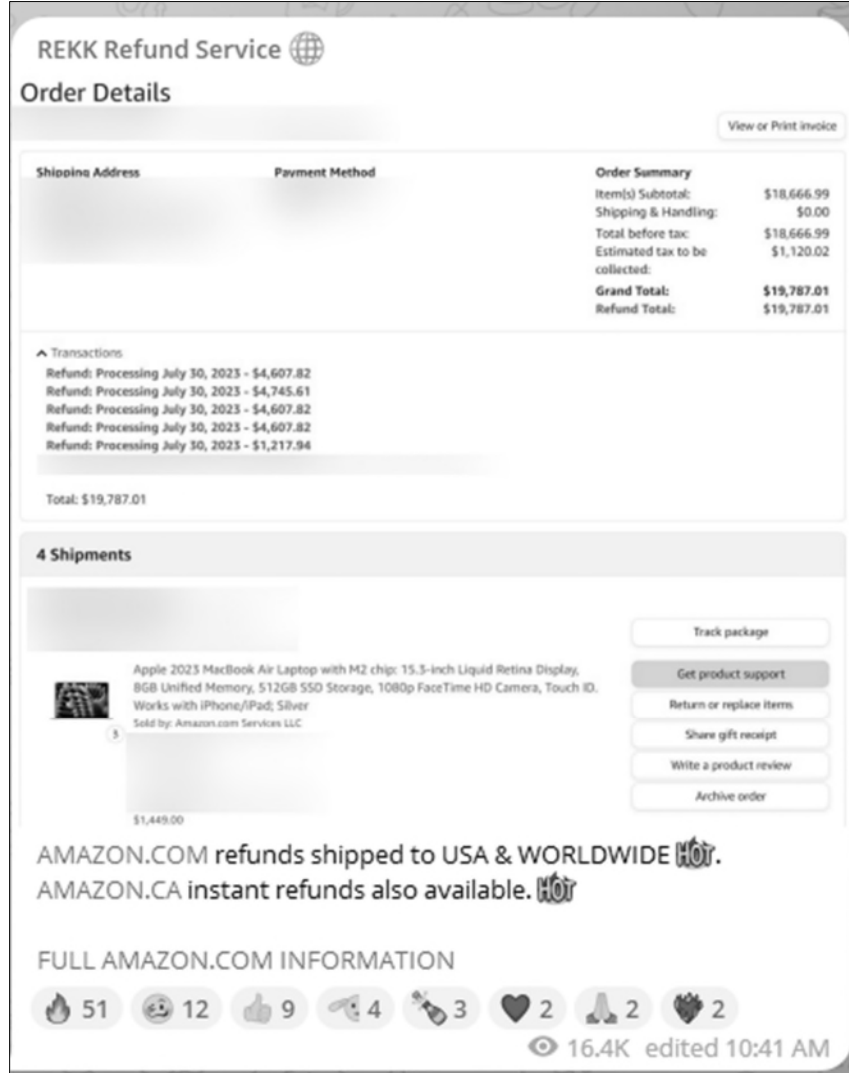 REKK Refund Service
Order Details
View or Print invoice
Shipping Address
Payment Method
Order Summary
Item(s) Subtotal: $18,666.99
Shipping & Handling: $0.00
Total before tax: $18,666.99
Estimated tax to be $1,120.02
collected:
Grand Total: $19,787.01
Refund Total: $19,787.01
Transactions
Refund: Processing July 30, 2023 - $4,607.82
Refund: Processing July 30, 2023 - $4,745.61
Refund: Processing July 30, 2023 - $4,607.82
Refund: Processing July 30, 2023 - $4,607.82
Refund: Processing July 30, 2023 - $1,217.94
Total: $19,787.01
4 Shipments
Track package
Get product support
Return or replace items
Share gift receipt
Write a product review
Archive order
Apple 2023 MacBook Air Laptop with M2 chip: 15.3-inch Liquid Retina Display,
8GB Unified Memory, 512GB SSD Storage, 1080p FaceTime HD Camera, Touch ID.
Works with iPhone/iPad; Silver
Sold by: Amazon.com Services LLC
3
$1,449.00
AMAZON.COM refunds shipped to USA & WORLDWIDE HOT.
AMAZON.CA instant refunds also available. HOT
FULL AMAZON.COM INFORMATION
51 12 9 4 3 2 2 2
16.4K edited 10:41 AM